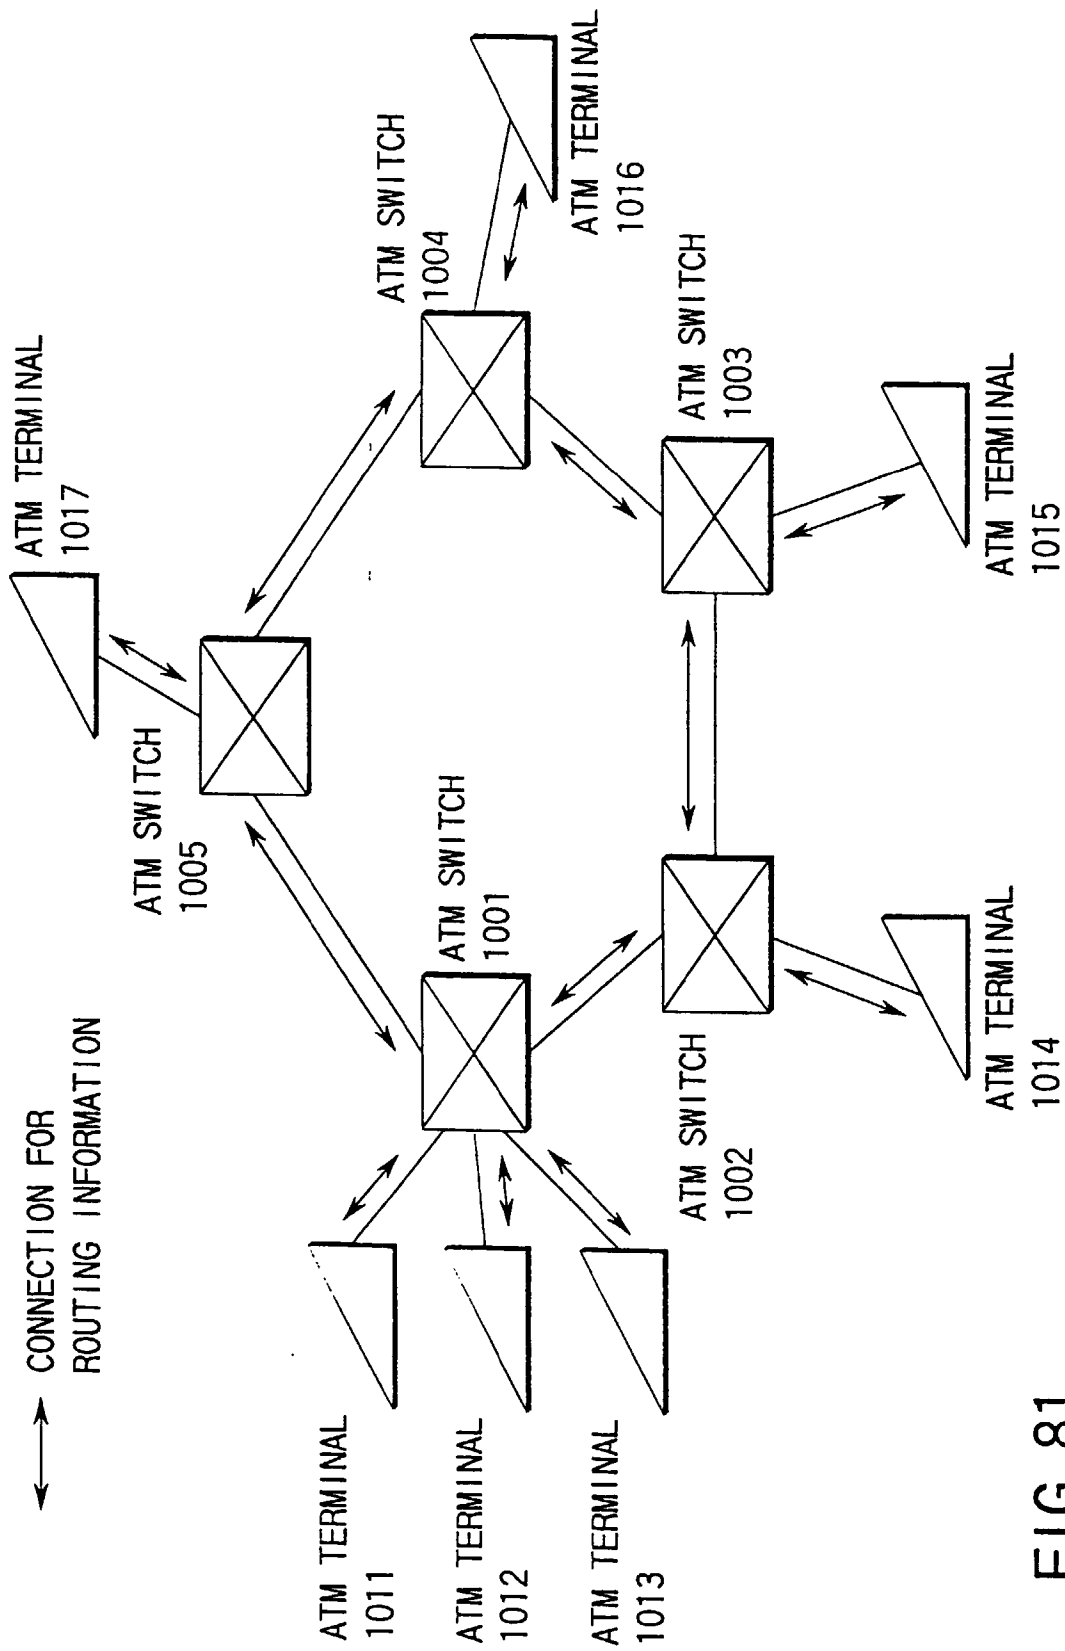 CONNECTION FOR
ROUTING INFORMATION
ATM TERMINAL
1017
ATM SWITCH
1005
ATM SWITCH
1004
ATM TERMINAL
1016
ATM SWITCH
1001
ATM TERMINAL
1011
ATM TERMINAL
1012
ATM TERMINAL
1013
ATM SWITCH
1002
ATM SWITCH
1003
ATM TERMINAL
1014
ATM TERMINAL
1015
FIG. 81